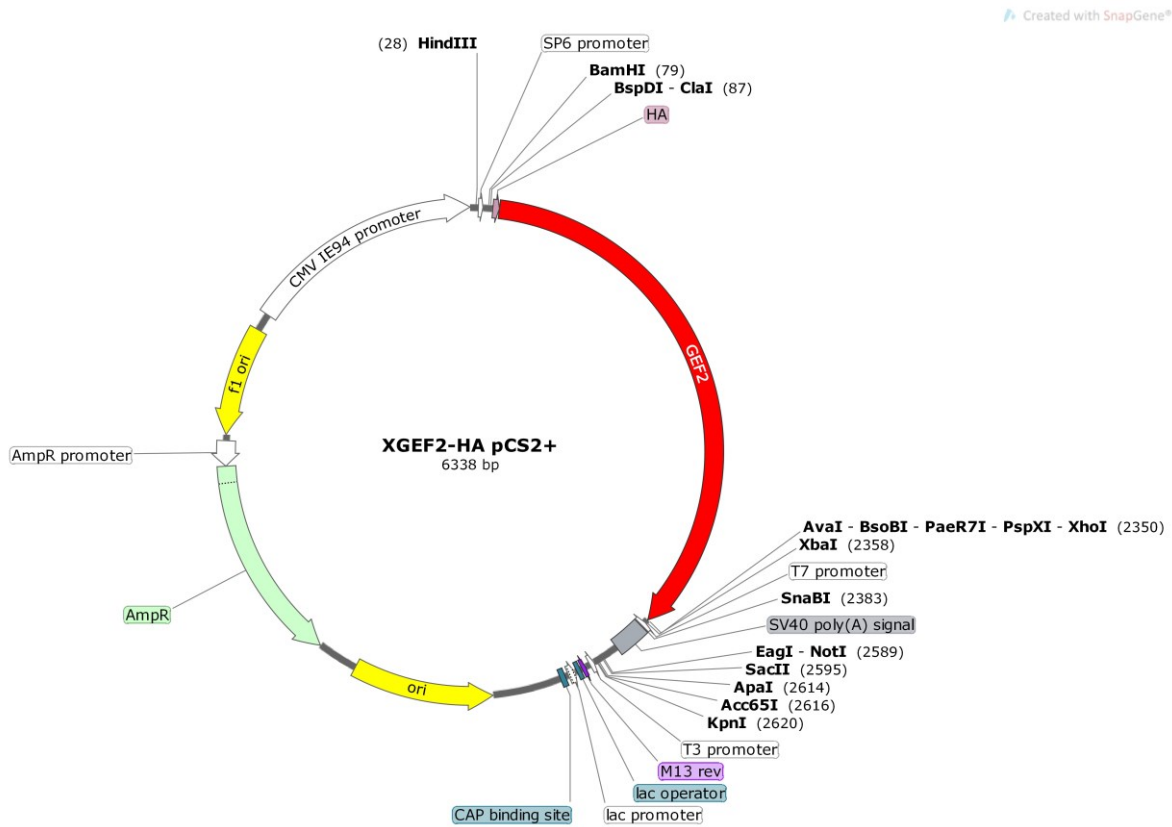 Created with SnapGene®
(28) HindIII
SP6 promoter
BamHI (79)
BspDI - ClaI (87)
HA
CMV IE94 promoter
GEF2
f1 ori
XGEF2-HA pCS2+
6338 bp
AmpR promoter
AvaI - BsoBI - PaeR7I - PspXI - XhoI (2350)
XbaI (2358)
T7 promoter
SnaBI (2383)
AmpR
SV40 poly(A) signal
EagI - NotI (2589)
SacII (2595)
ApaI (2614)
Acc65I (2616)
KpnI (2620)
ori
T3 promoter
M13 rev
lac operator
CAP binding site
lac promoter